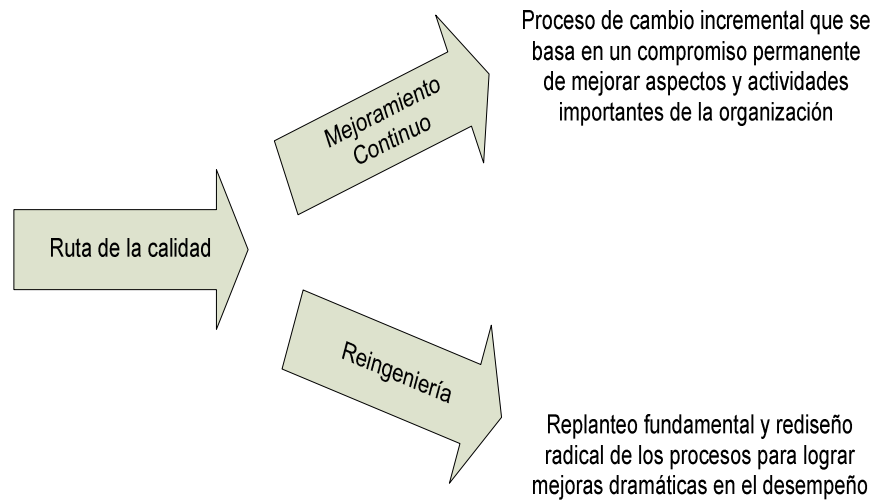 Proceso de cambio incremental que se
basa en un compromiso permanente
de mejorar aspectos y actividades
importantes de la organización
Mejoramiento
Continuo
Ruta de la calidad
Reingeniería
Replanteo fundamental y rediseño
radical de los procesos para lograr
mejoras dramáticas en el desempeño